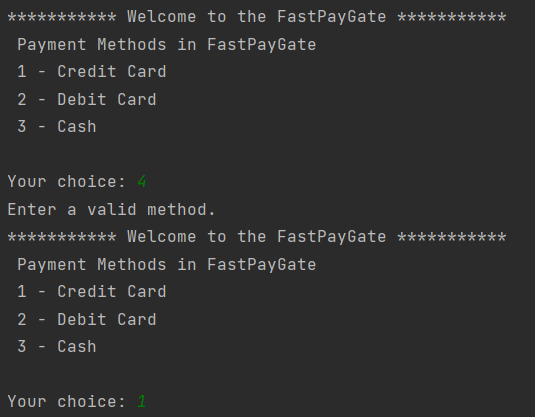 *********** Welcome to the FastPayGate ***********
Payment Methods in FastPayGate
1 - Credit Card
2 - Debit Card
3 - Cash
Your choice: 4
Enter a valid method.
*********** Welcome to the FastPayGate ***********
Payment Methods in FastPayGate
1 - Credit Card
2 - Debit Card
3 - Cash
Your choice: 1